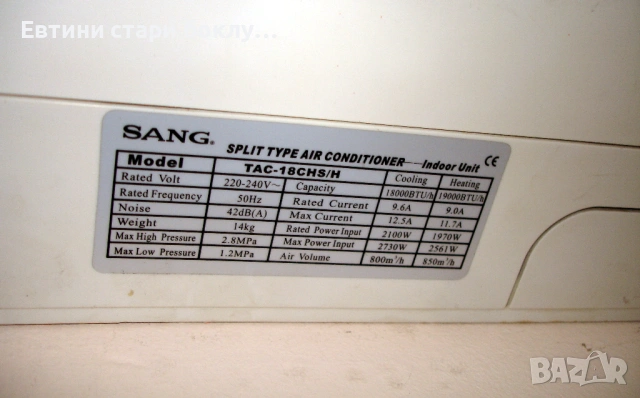 Евтини стари боклу...
SANG®
SPLIT TYPE AIR CONDITIONER——Indoor Unit CE
Model TAC-18CHS/H Cooling Heating
Rated Volt 220-240V~ Capacity 18000BTU/h 19000BTU/h
Rated Frequency 50Hz Rated Current 9.6A 9.0A
Noise 42dB(A) Max Current 12.5A 11.7A
Weight 14kg Rated Power Input 2100W 1970W
Max High Pressure 2.8MPa Max Power Input 2730W 2561W
Max Low Pressure 1.2MPa Air Volume 800m³/h 850m³/h
BAZAR